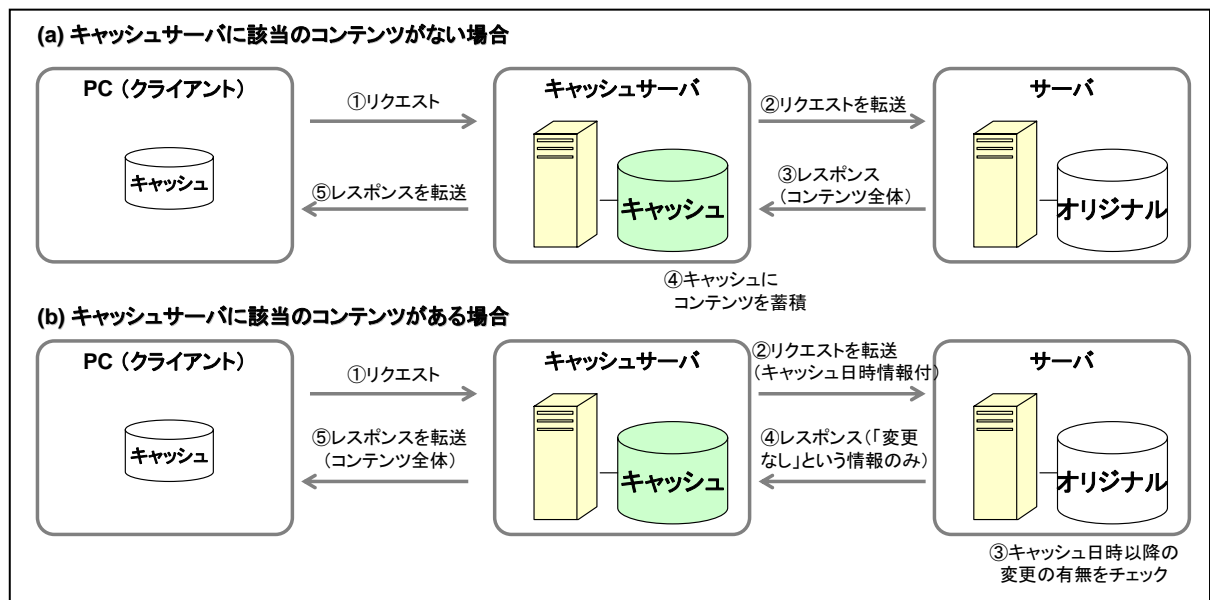 (a) キャッシュサーバに該当のコンテンツがない場合
PC (クライアント)
キャッシュ
①リクエスト
⑤レスポンスを転送
キャッシュサーバ
キャッシュ
④キャッシュに
コンテンツを蓄積
②リクエストを転送
③レスポンス
(コンテンツ全体)
サーバ
オリジナル
(b) キャッシュサーバに該当のコンテンツがある場合
PC (クライアント)
キャッシュ
①リクエスト
⑤レスポンスを転送
(コンテンツ全体)
キャッシュサーバ
キャッシュ
②リクエストを転送
(キャッシュ日時情報付)
④レスポンス(「変更
なし」という情報のみ)
サーバ
オリジナル
③キャッシュ日時以降の
変更の有無をチェック